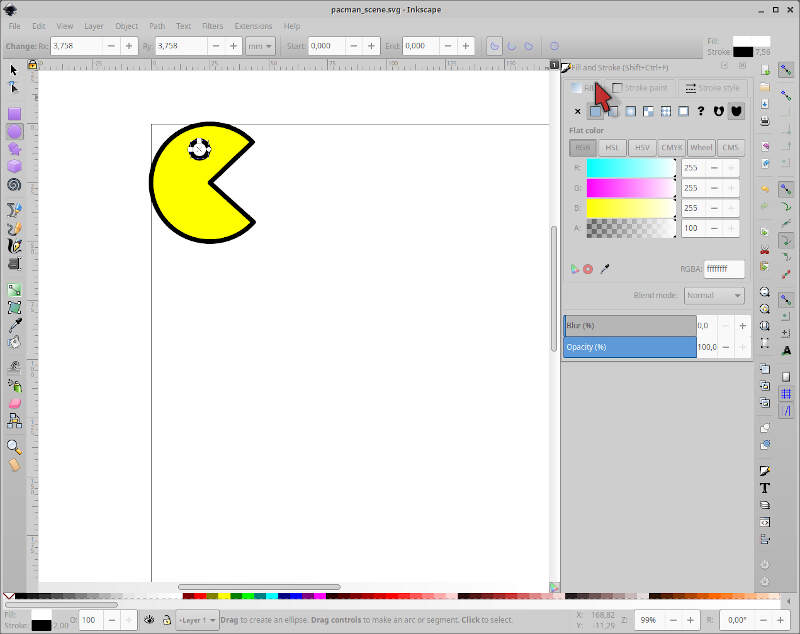 pacman_scene.svg - Inkscape
File Edit View Layer Object Path Text Filters Extensions Help
Change: Rx: 3,758 Ry: 3,758 mm Start: 0,000 End: 0,000
Fill:
Stroke: 7,56
Fill and Stroke (Shift+Ctrl+F)
Stroke paint Stroke style
Flat color
RGB HSL HSV CMYK Wheel CMS
R: 255
G: 255
B: 255
A: 100
RGBA: ffffffff
Blend mode: Normal
Blur (%) 0,0
Opacity (%) 100,0
Fill:
Stroke: 2,00
O: 100
Layer 1
Drag to create an ellipse. Drag controls to make an arc or segment. Click to select.
X: 168,82
Y: -11,29
Z: 99%
R: 0,00°